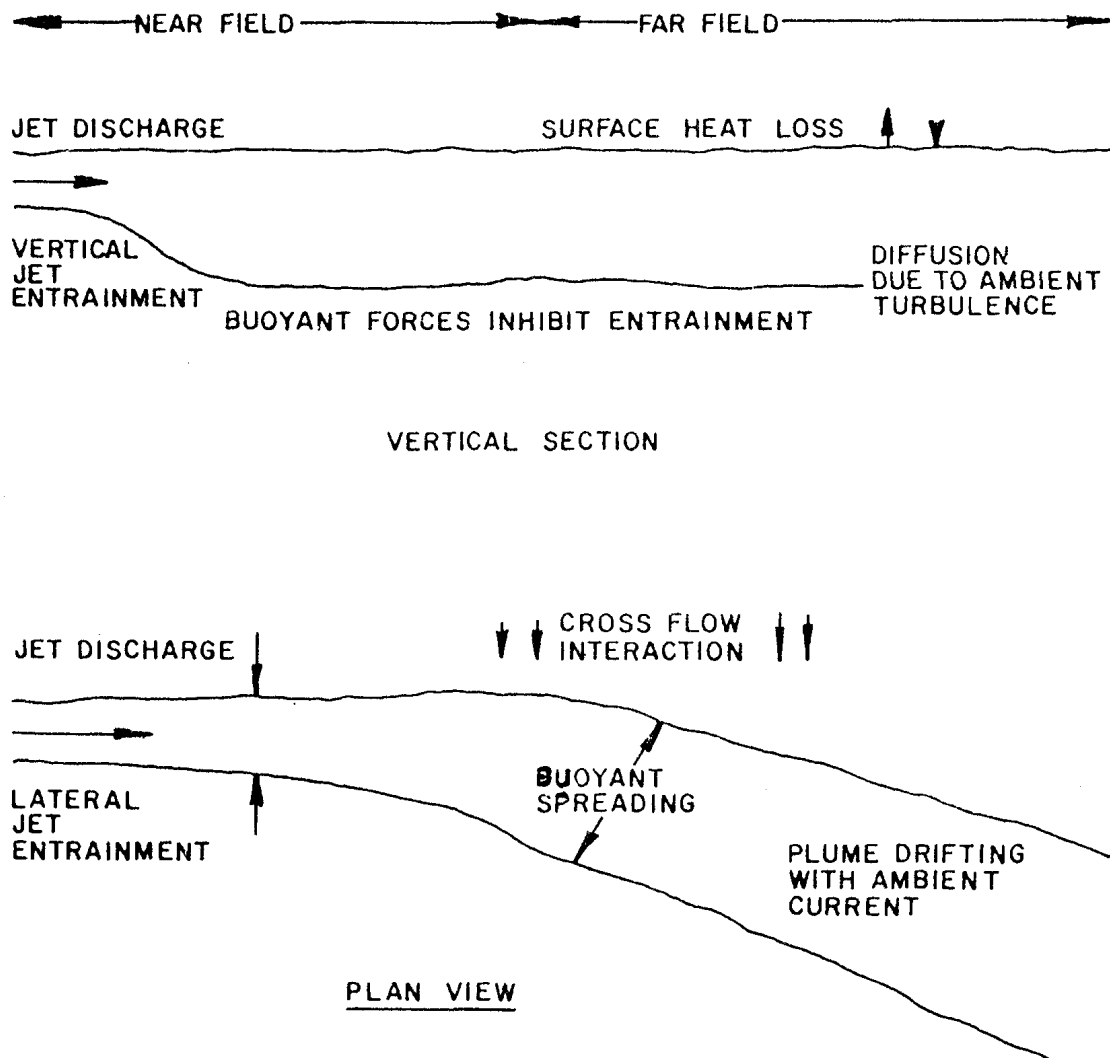 NEAR FIELD
FAR FIELD
JET DISCHARGE
SURFACE HEAT LOSS
VERTICAL
JET
ENTRAINMENT
DIFFUSION
DUE TO AMBIENT
TURBULENCE
BUOYANT FORCES INHIBIT ENTRAINMENT
VERTICAL SECTION
CROSS FLOW
INTERACTION
JET DISCHARGE
BUOYANT
SPREADING
LATERAL
JET
ENTRAINMENT
PLUME DRIFTING
WITH AMBIENT
CURRENT
PLAN VIEW